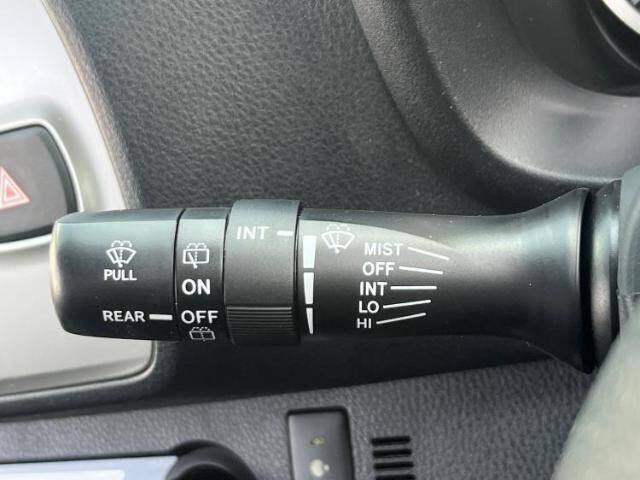 PULL
REAR
ON
OFF
INT
MIST
OFF
INT
LO
HI